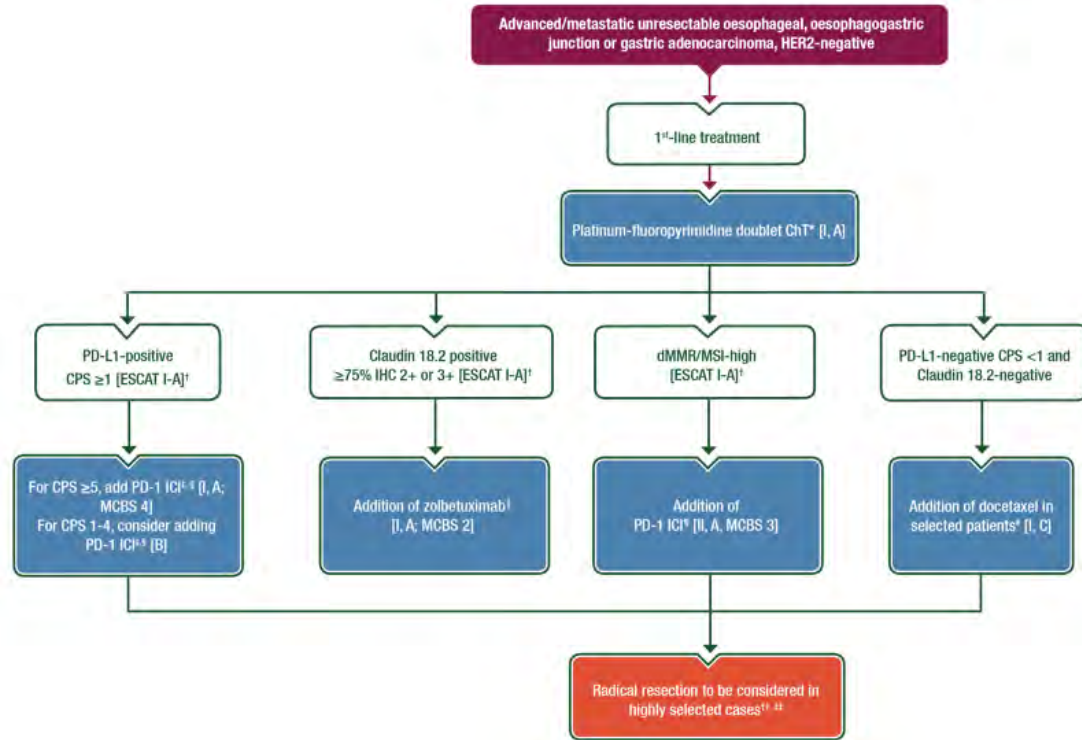 Advanced/metastatic unresectable oesophageal, oesophagogastric
junction or gastric adenocarcinoma, HER2-negative
1st-line treatment
Platinum-fluoropyrimidine doublet ChT* [I, A]
PD-L1-positive
CPS ≥1 [ESCAT I-A]†
Claudin 18.2 positive
≥75% IHC 2+ or 3+ [ESCAT I-A]†
dMMR/MSI-high
[ESCAT I-A]†
PD-L1-negative CPS <1 and
Claudin 18.2-negative
For CPS ≥5, add PD-1 ICI [I, A;
MCBS 4]
For CPS 1-4, consider adding
PD-1 ICI [B]
Addition of zolbetuximab
[I, A; MCBS 2]
Addition of
PD-1 ICI [II, A, MCBS 3]
Addition of docetaxel in
selected patients [I, C]
Radical resection to be considered in
highly selected cases